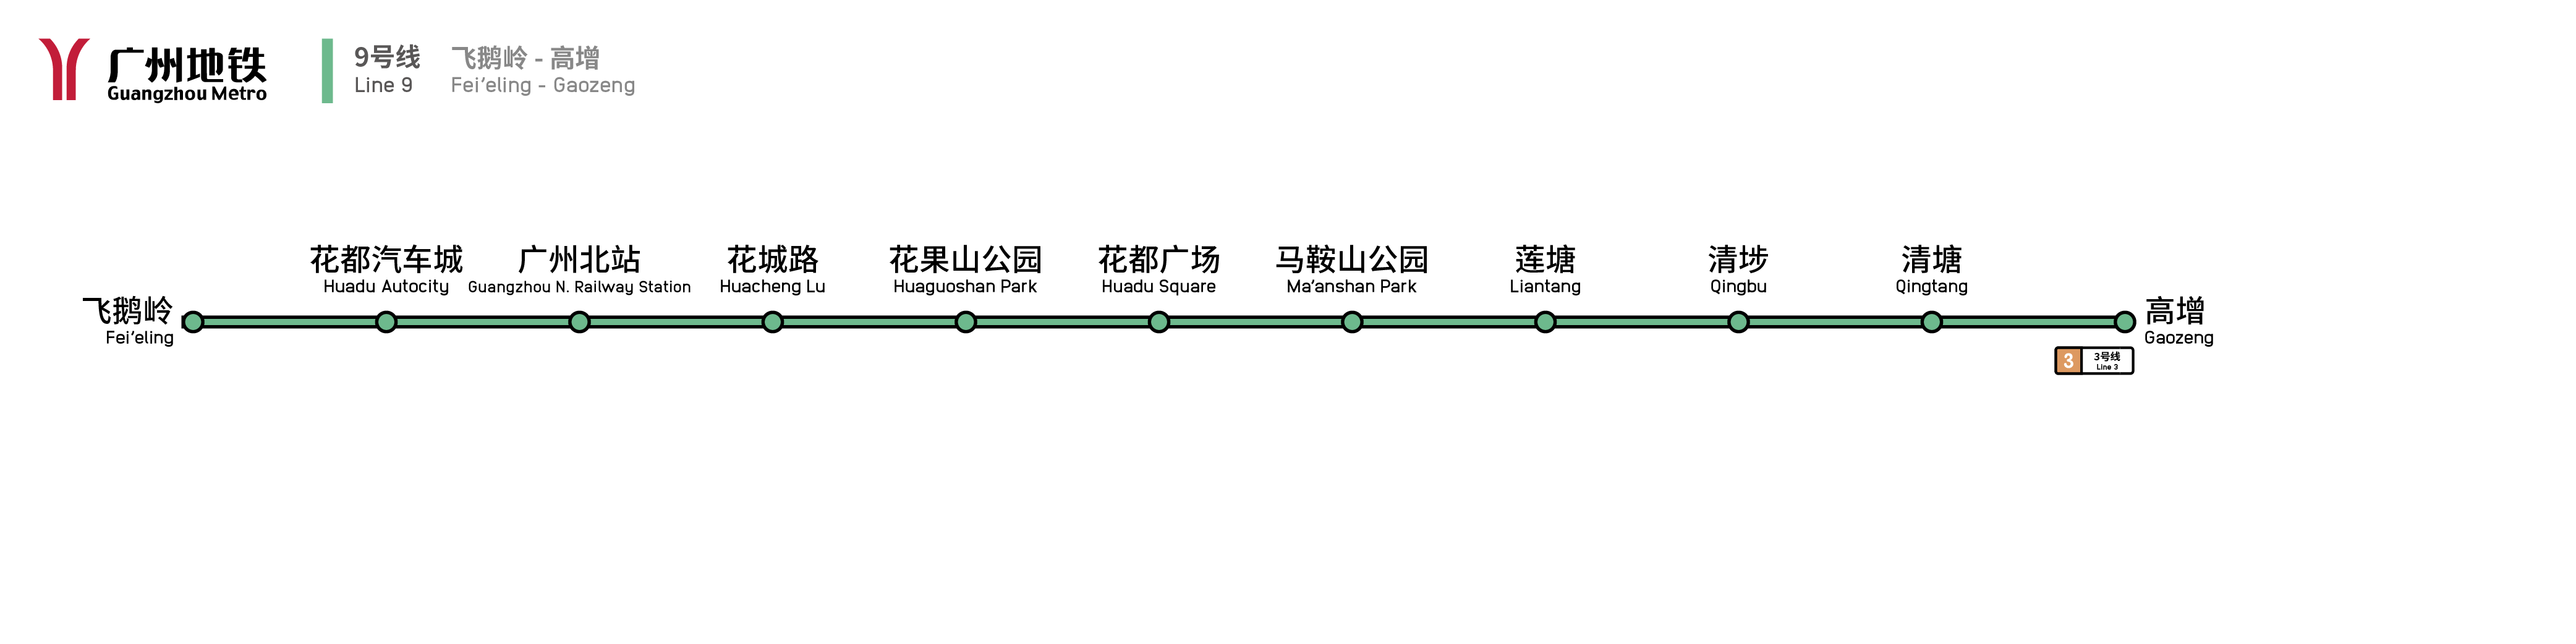 广州地铁
Guangzhou Metro
9号线
Line 9
飞鹅岭 - 高增
Fei'eling - Gaozeng
飞鹅岭
Fei'eling
花都汽车城
Huadu Autocity
广州北站
Guangzhou N. Railway Station
花城路
Huacheng Lu
花果山公园
Huaguoshan Park
花都广场
Huadu Square
马鞍山公园
Ma'anshan Park
莲塘
Liantang
清㘵
Qingbu
清塘
Qingtang
高增
Gaozeng
3
3号线
Line 3